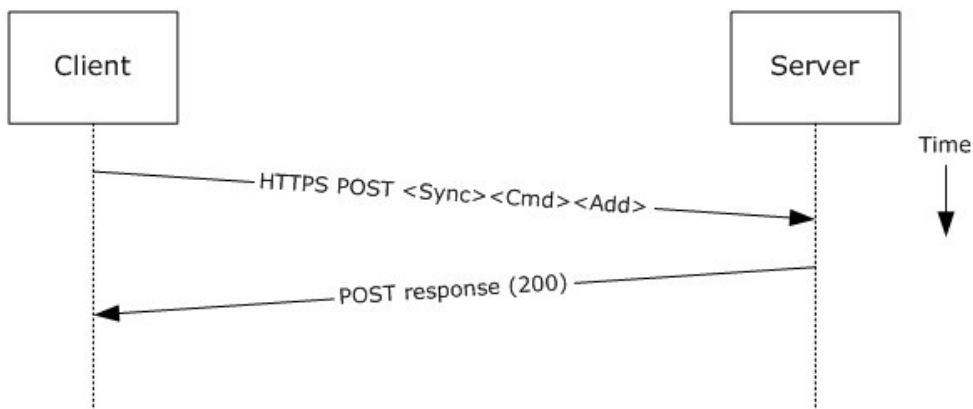 Client
Server
Time
HTTPS POST <Sync><Cmd><Add>
POST response (200)